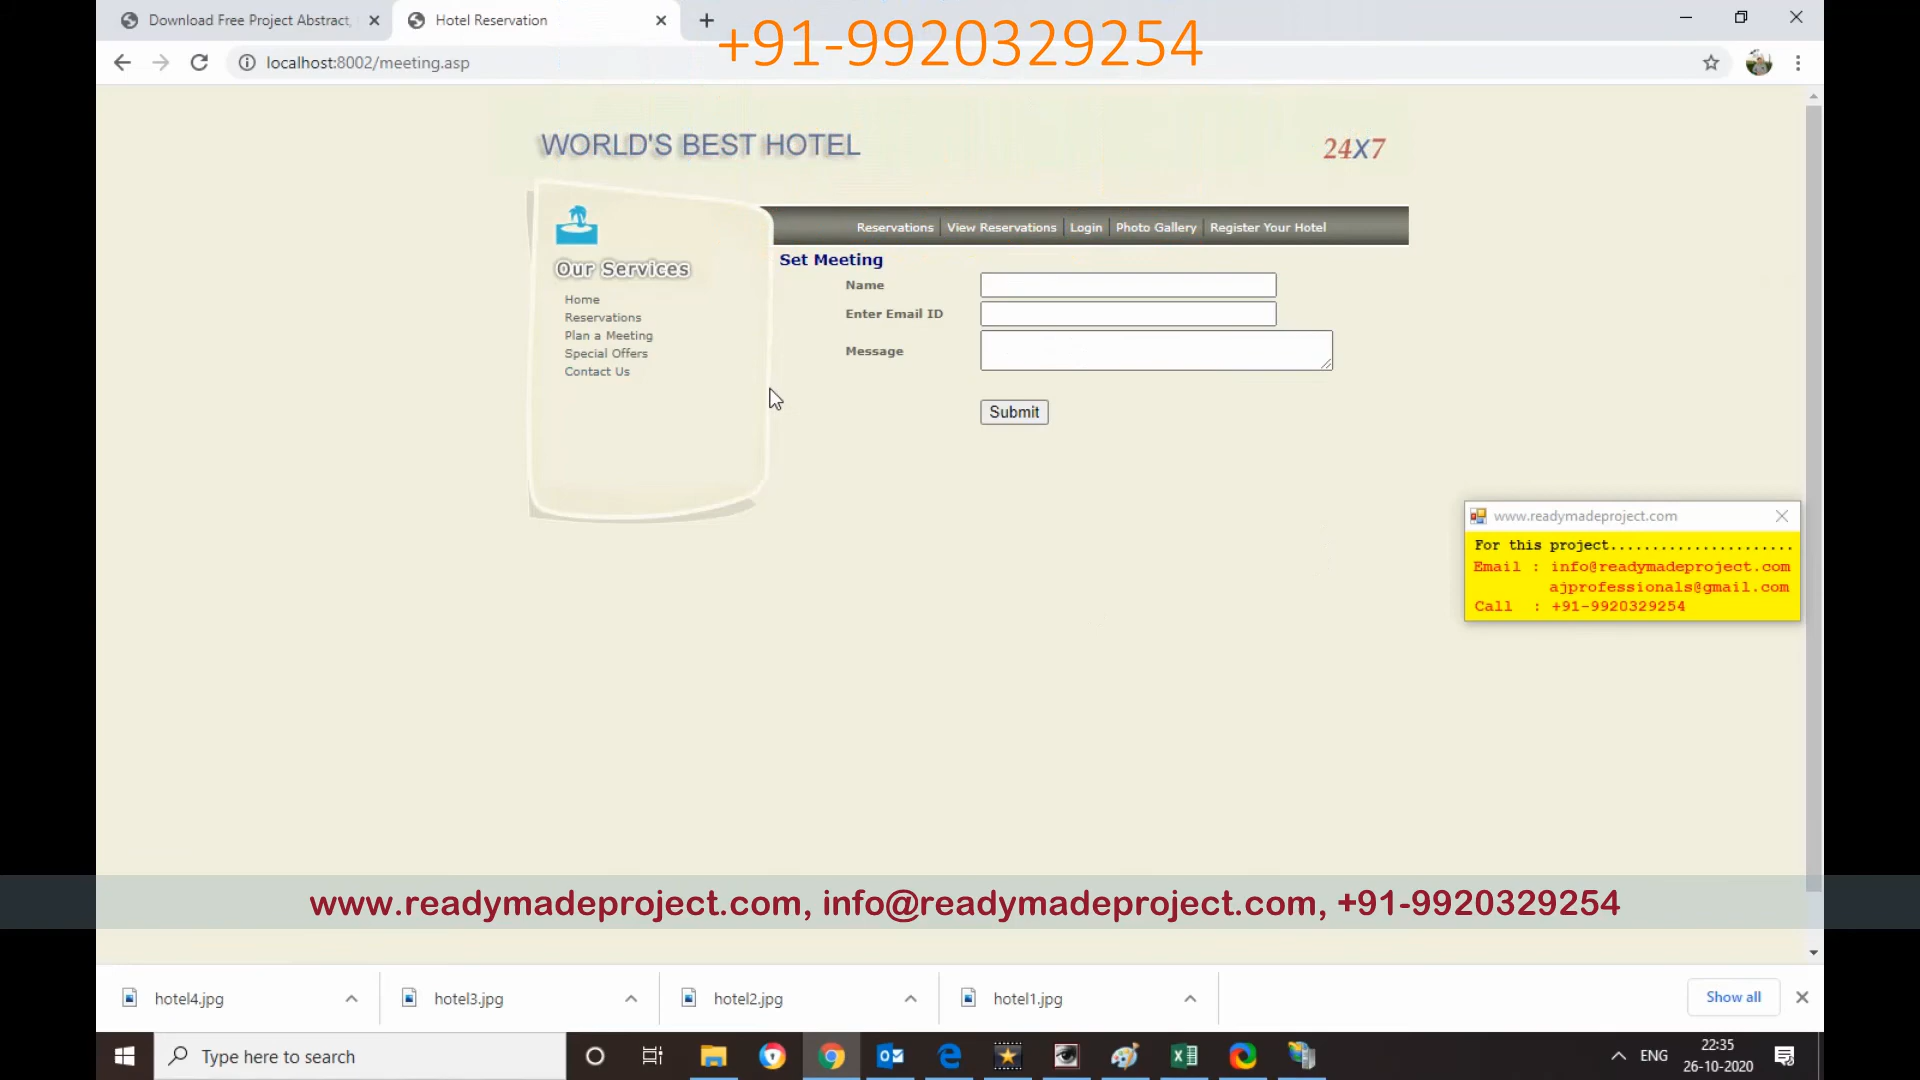 Download Free Project Abstract,
Hotel Reservation
+91-9920329254
localhost:8002/meeting.asp
WORLD'S BEST HOTEL
24X7
Reservations
View Reservations
Login
Photo Gallery
Register Your Hotel
Our Services
Home
Reservations
Plan a Meeting
Special Offers
Contact Us
Set Meeting
Name
Enter Email ID
Message
Submit
www.readymadeproject.com
For this project......................
Email : info@readymadeproject.com
ajprofessionals@gmail.com
Call : +91-9920329254
www.readymadeproject.com, info@readymadeproject.com, +91-9920329254
hotel4.jpg
hotel3.jpg
hotel2.jpg
hotel1.jpg
Show all
Type here to search
ENG
22:35
26-10-2020